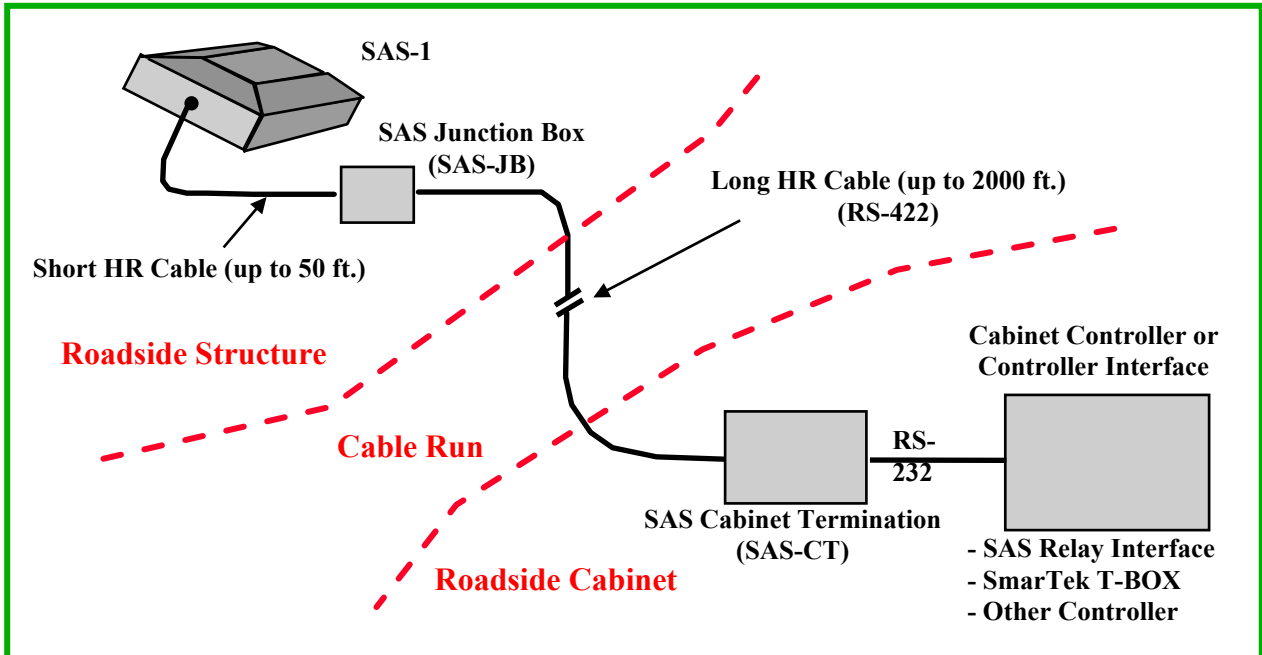 SAS-1
SAS Junction Box
(SAS-JB)
Long HR Cable (up to 2000 ft.)
(RS-422)
Short HR Cable (up to 50 ft.)
Roadside Structure
Cabinet Controller or
Controller Interface
Cable Run
RS-
232
SAS Cabinet Termination
(SAS-CT)
- SAS Relay Interface
- SmarTek T-BOX
- Other Controller
Roadside Cabinet